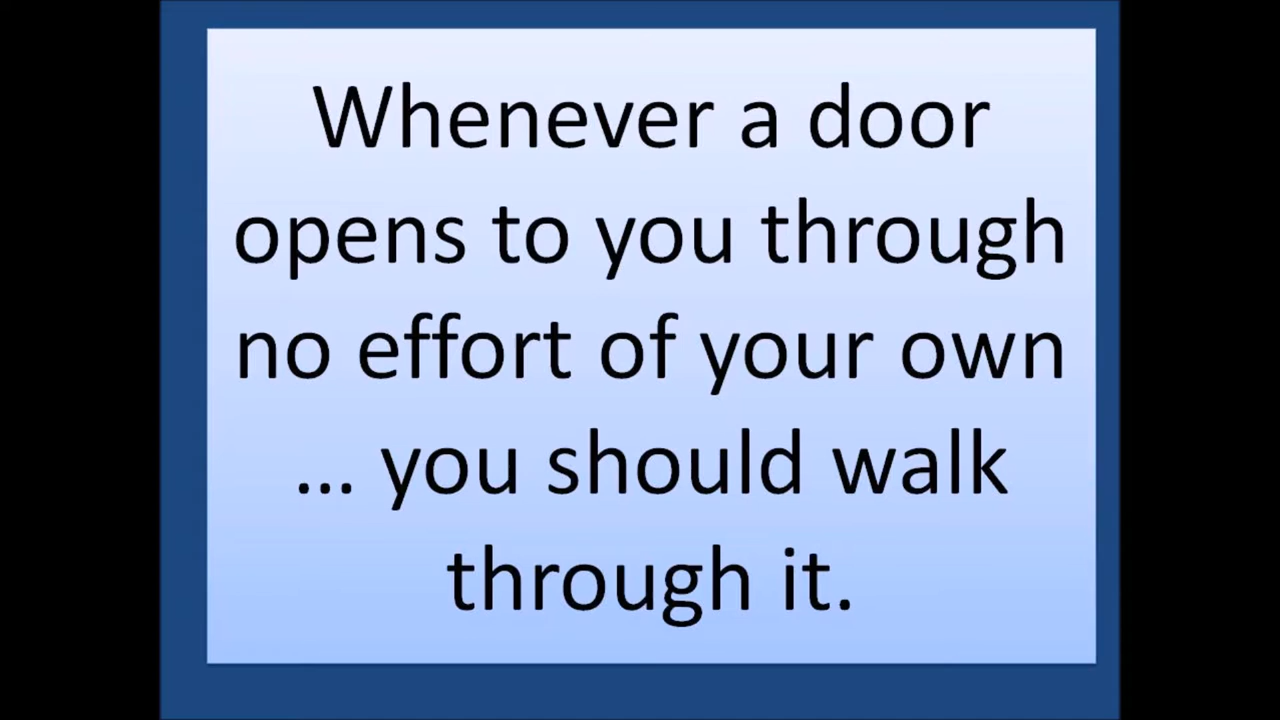 Whenever a door
opens to you through
no effort of your own
... you should walk
through it.